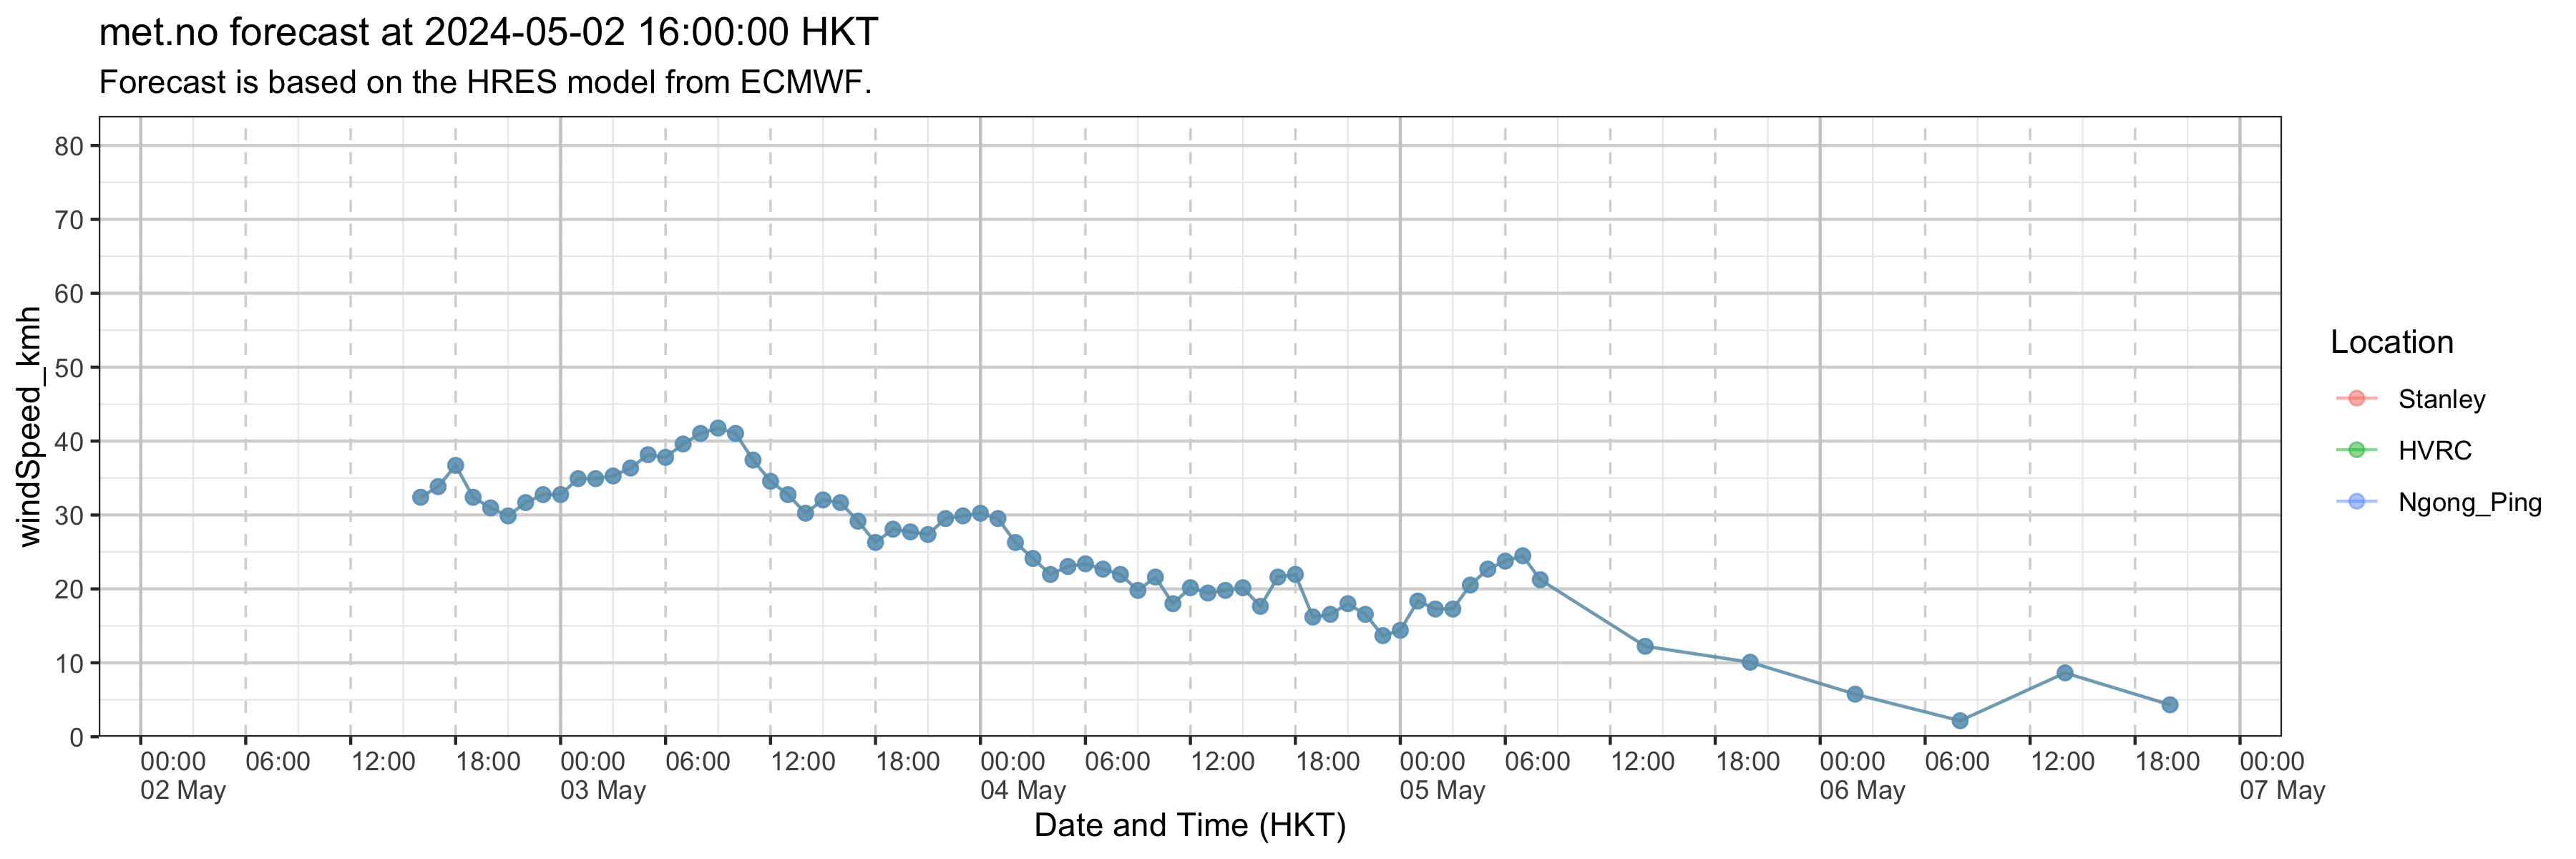 met.no forecast at 2024-05-02 16:00:00 HKT
Forecast is based on the HRES model from ECMWF.
windSpeed_kmh
80
70
60
50
40
30
20
10
0
00:00 06:00 12:00 18:00 00:00 06:00 12:00 18:00 00:00 06:00 12:00 18:00 00:00 06:00 12:00 18:00 00:00 06:00 12:00 18:00 00:00
02 May 03 May 04 May 05 May 06 May 07 May
Date and Time (HKT)
Location
Stanley
HVRC
Ngong_Ping